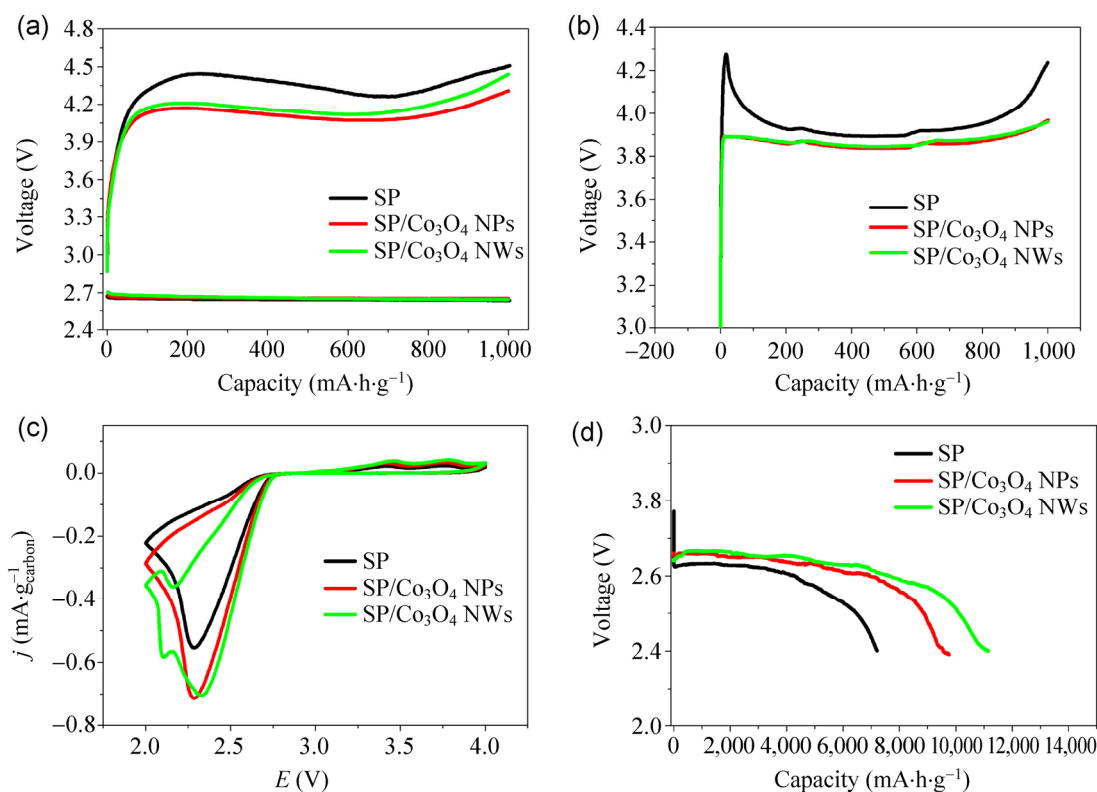 (a)
4.8
4.5
4.2
3.9
3.6
3.3
3.0
2.7
2.4
Voltage (V)
SP
SP/Co₃O₄ NPs
SP/Co₃O₄ NWs
0 200 400 600 800 1,000
Capacity (mA·h·g⁻¹)
(b)
4.4
4.2
4.0
3.8
3.6
3.4
3.2
3.0
Voltage (V)
SP
SP/Co₃O₄ NPs
SP/Co₃O₄ NWs
−200 0 200 400 600 800 1,000
Capacity (mA·h·g⁻¹)
(c)
0.0
−0.2
−0.4
−0.6
−0.8
j (mA·g⁻¹carbon)
SP
SP/Co₃O₄ NPs
SP/Co₃O₄ NWs
2.0 2.5 3.0 3.5 4.0
E (V)
(d)
3.0
2.8
2.6
2.4
2.0
Voltage (V)
SP
SP/Co₃O₄ NPs
SP/Co₃O₄ NWs
0 2,000 4,000 6,000 8,000 10,000 12,000 14,000
Capacity (mA·h·g⁻¹)